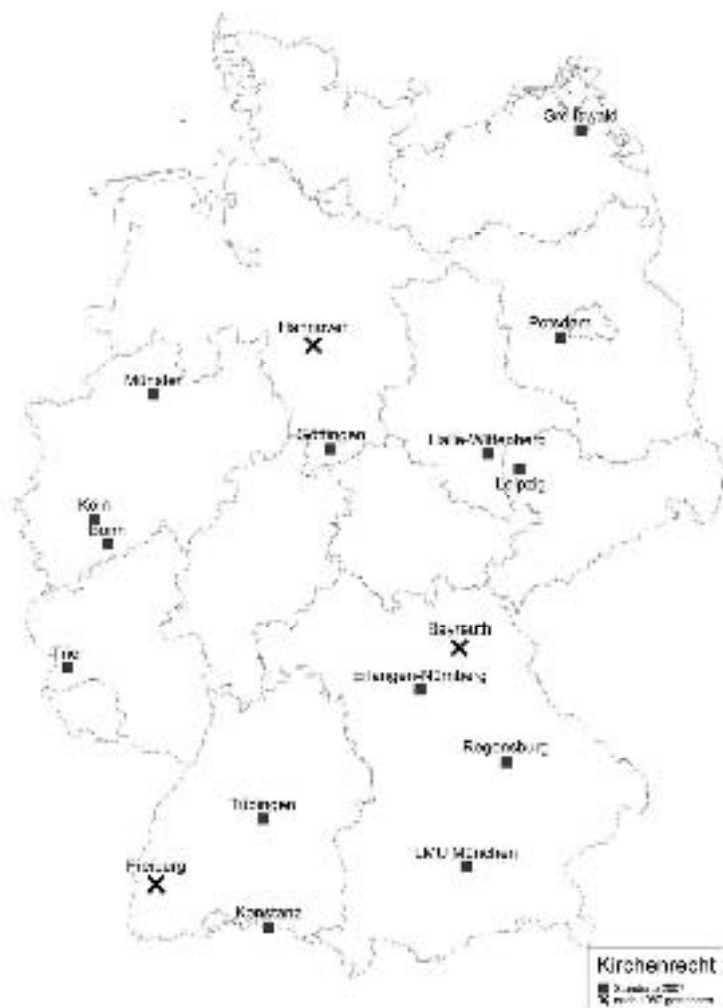 Greifswald
Hannover
Potsdam
Münster
Göttingen
Halle-Wittenberg
Leipzig
Köln
Bonn
Bayreuth
Trier
Erlangen-Nürnberg
Regensburg
Tübingen
LMU München
Freiburg
Konstanz
Kirchenrecht